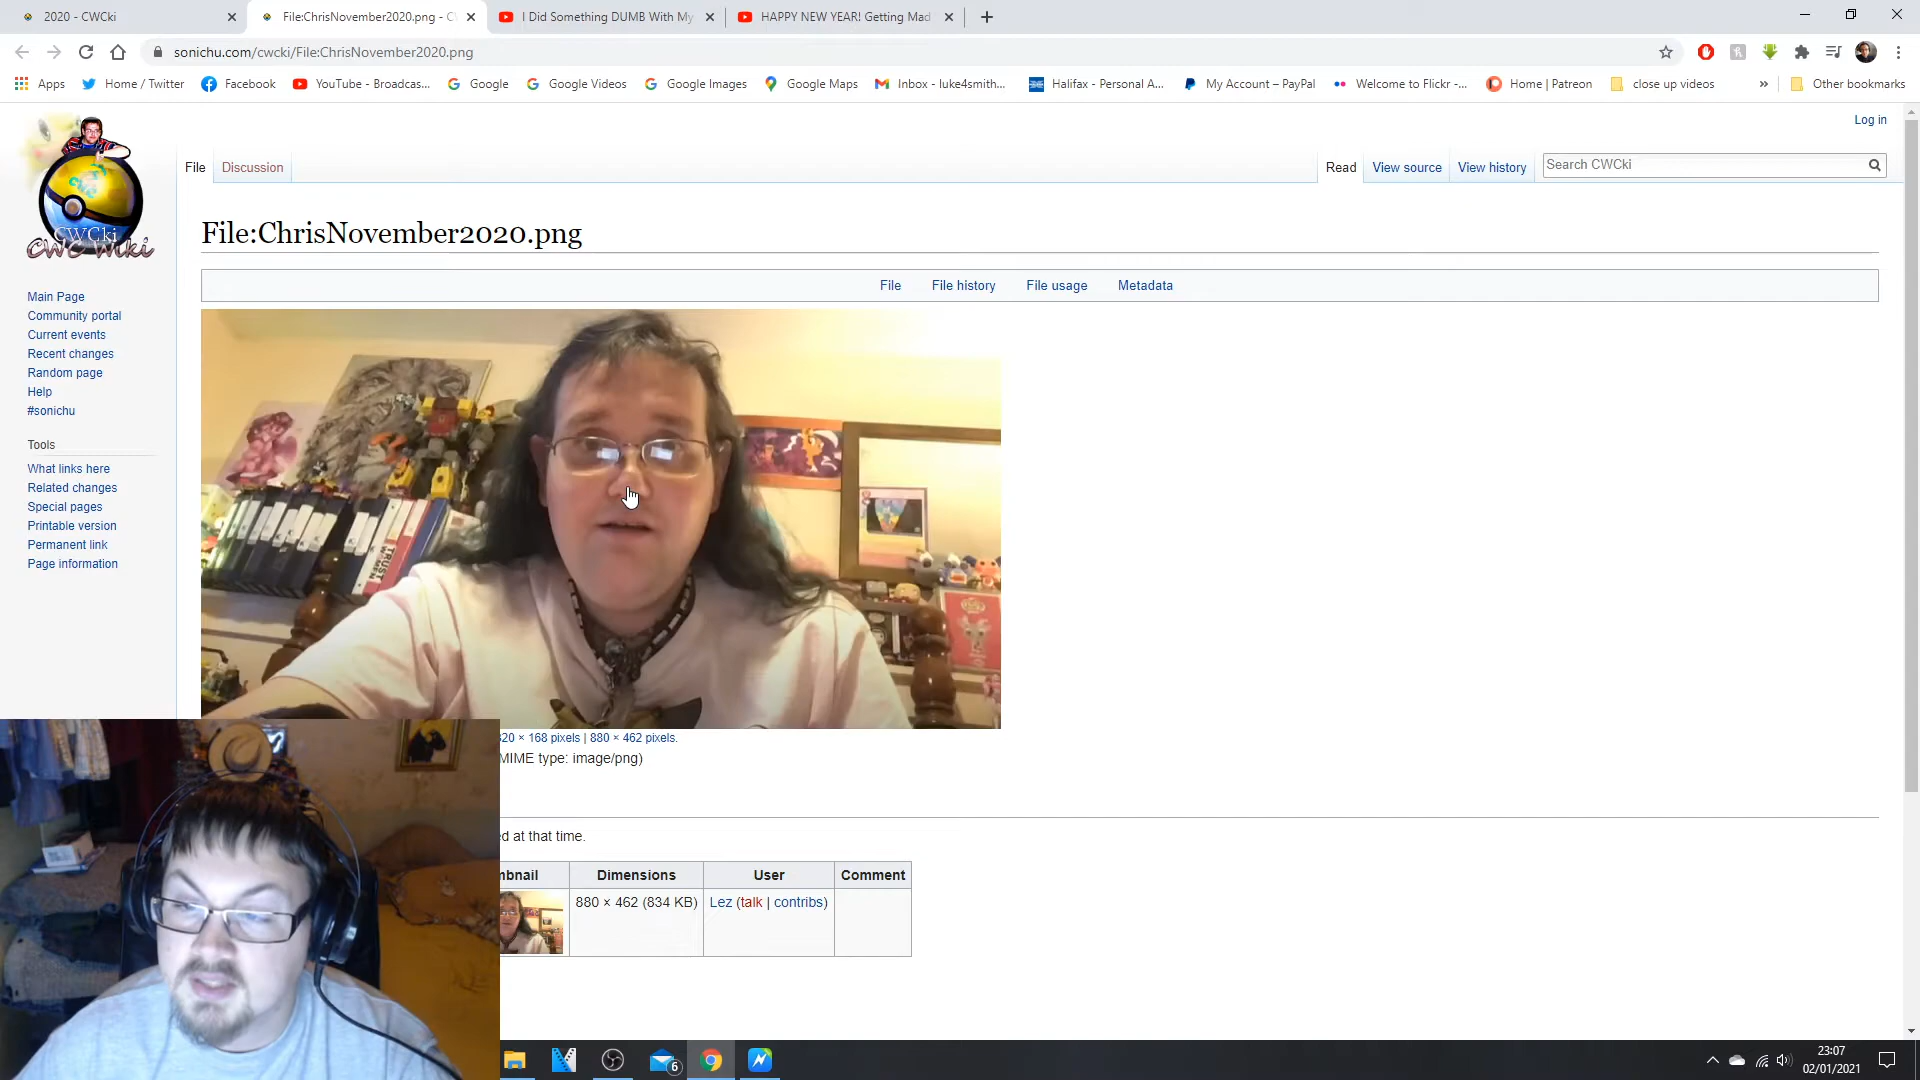 2020 - CWCki
File:ChrisNovember2020.png - C
I Did Something DUMB With My
HAPPY NEW YEAR! Getting Mad
sonichu.com/cwcki/File:ChrisNovember2020.png
Apps
Home / Twitter
Facebook
YouTube - Broadcas...
Google
Google Videos
Google Images
Google Maps
Inbox - luke4smith...
Halifax - Personal A...
My Account – PayPal
Welcome to Flickr -...
Home | Patreon
close up videos
»
Other bookmarks
Log in
File
Discussion
Read
View source
View history
Search CWCki
CWCki
CWC Wiki
File:ChrisNovember2020.png
File
File history
File usage
Metadata
Main Page
Community portal
Current events
Recent changes
Random page
Help
#sonichu
Tools
What links here
Related changes
Special pages
Printable version
Permanent link
Page information
TRUST
WOMEN
20 × 168 pixels | 880 × 462 pixels.
MIME type: image/png)
d at that time.
bnail
Dimensions
User
Comment
880 × 462 (834 KB)
Lez (talk | contribs)
6
23:07
02/01/2021